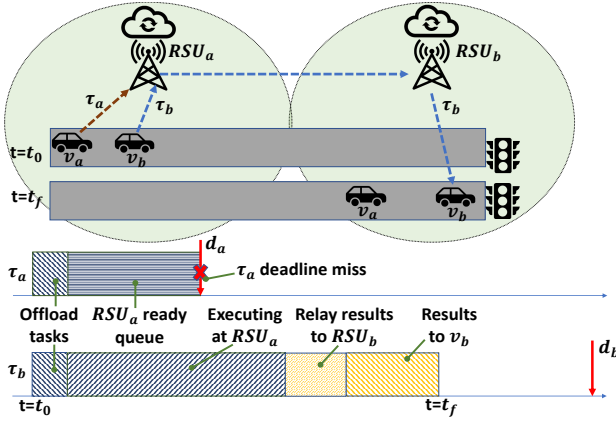 RSU_a
RSU_b
τ_a
τ_b
τ_b
t=t_0
v_a
v_b
t=t_f
v_a
v_b
d_a
τ_a
τ_a deadline miss
Offload tasks
RSU_a ready queue
Executing at RSU_a
Relay results to RSU_b
Results to v_b
d_b
τ_b
t=t_0
t=t_f